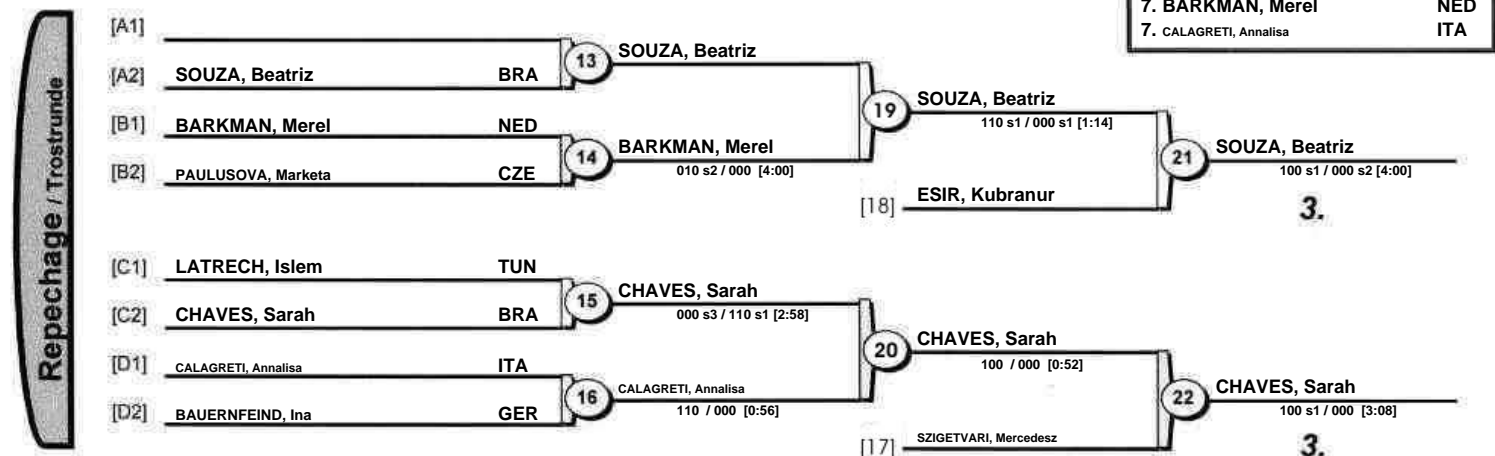 7. BARKMAN, Merel NED
7. CALAGRETI, Annalisa ITA
Repechage / Trostrunde
[A1]
13 SOUZA, Beatriz
[A2] SOUZA, Beatriz BRA
19 SOUZA, Beatriz
110 s1 / 000 s1 [1:14]
[B1] BARKMAN, Merel NED
14 BARKMAN, Merel
010 s2 / 000 [4:00]
[B2] PAULUSOVA, Marketa CZE
21 SOUZA, Beatriz
100 s1 / 000 s2 [4:00]
[18] ESIR, Kubranur
3.
[C1] LATRECH, Islem TUN
15 CHAVES, Sarah
000 s3 / 110 s1 [2:58]
[C2] CHAVES, Sarah BRA
20 CHAVES, Sarah
100 / 000 [0:52]
[D1] CALAGRETI, Annalisa ITA
16 CALAGRETI, Annalisa
110 / 000 [0:56]
[D2] BAUERNFEIND, Ina GER
22 CHAVES, Sarah
100 s1 / 000 [3:08]
[17] SZIGETVARI, Mercedesz
3.